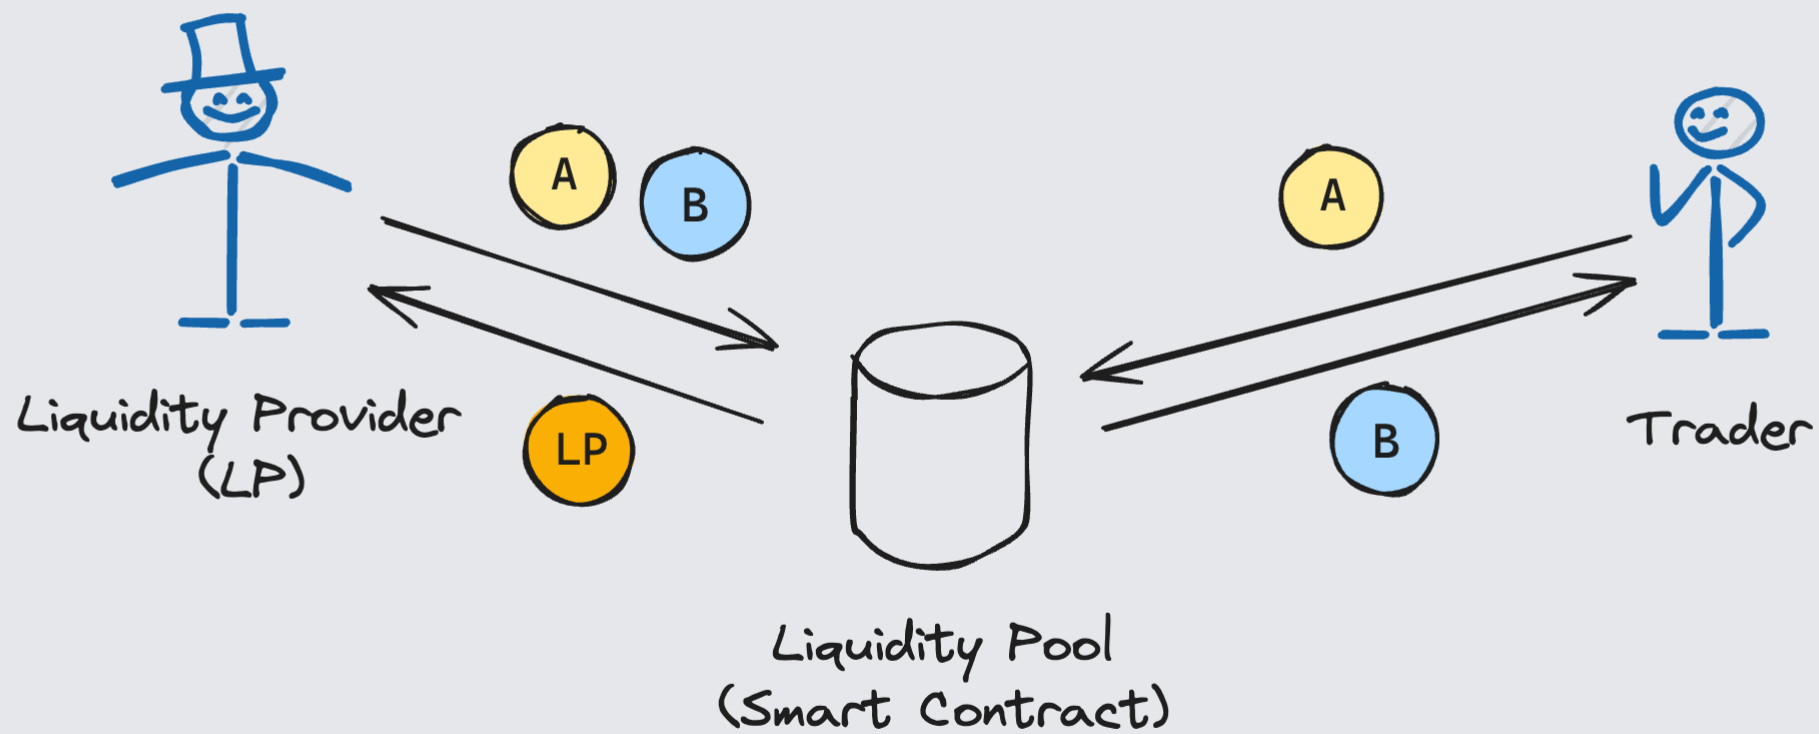 A
B
A
Liquidity Provider
(LP)
LP
B
Trader
Liquidity Pool
(Smart Contract)